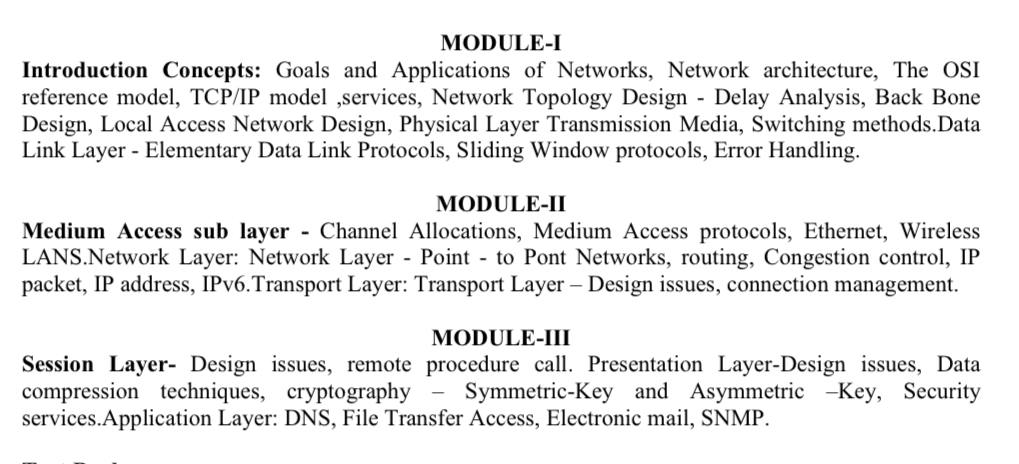 MODULE-I
Introduction Concepts: Goals and Applications of Networks, Network architecture, The OSI
reference model, TCP/IP model ,services, Network Topology Design - Delay Analysis, Back Bone
Design, Local Access Network Design, Physical Layer Transmission Media, Switching methods.Data
Link Layer - Elementary Data Link Protocols, Sliding Window protocols, Error Handling.
MODULE-II
Medium Access sub layer - Channel Allocations, Medium Access protocols, Ethernet, Wireless
LANS.Network Layer: Network Layer - Point - to Pont Networks, routing, Congestion control, IP
packet, IP address, IPv6.Transport Layer: Transport Layer – Design issues, connection management.
MODULE-III
Session Layer- Design issues, remote procedure call. Presentation Layer-Design issues, Data
compression techniques, cryptography – Symmetric-Key and Asymmetric –Key, Security
services.Application Layer: DNS, File Transfer Access, Electronic mail, SNMP.